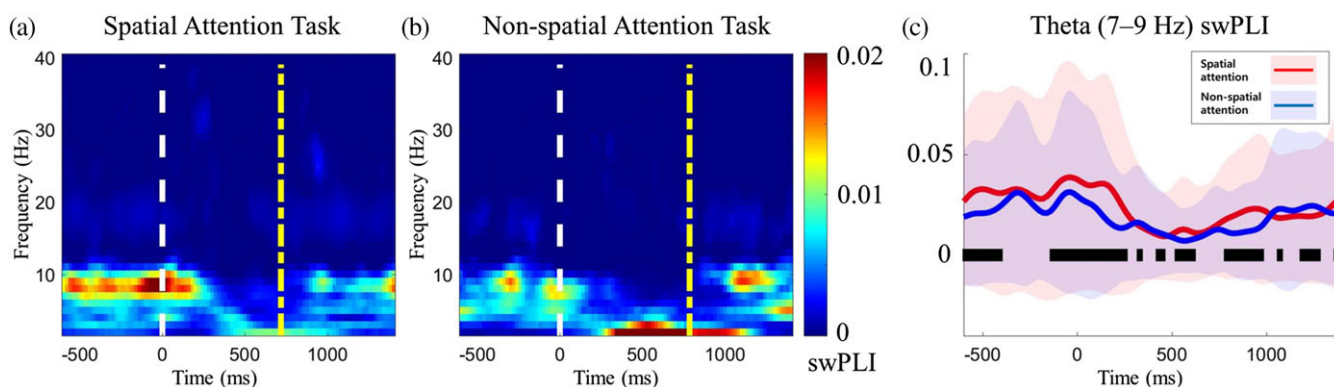 (a)
Spatial Attention Task
40
30
20
10
Frequency (Hz)
-500
0
500
1000
Time (ms)
(b)
Non-spatial Attention Task
40
30
20
10
Frequency (Hz)
-500
0
500
1000
Time (ms)
0.02
0.01
0
swPLI
(c)
Theta (7–9 Hz) swPLI
0.1
0.05
0
Spatial
attention
Non-spatial
attention
-500
0
500
1000
Time (ms)